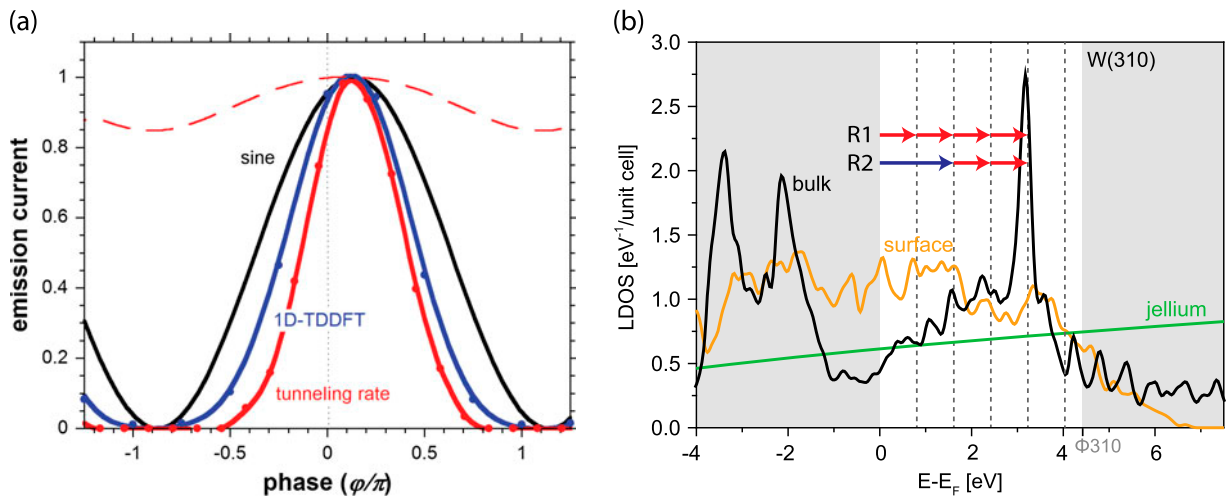 (a)
emission current
1
0.8
0.6
0.4
0.2
0
sine
1D-TDDFT
tunneling rate
-1 -0.5 0 0.5 1
phase (φ/π)
(b)
LDOS [eV⁻¹/unit cell]
3.0
2.5
2.0
1.5
1.0
0.5
0.0
W(310)
R1
R2
bulk
surface
jellium
Φ310
-4 -2 0 2 4 6
E-E_F [eV]